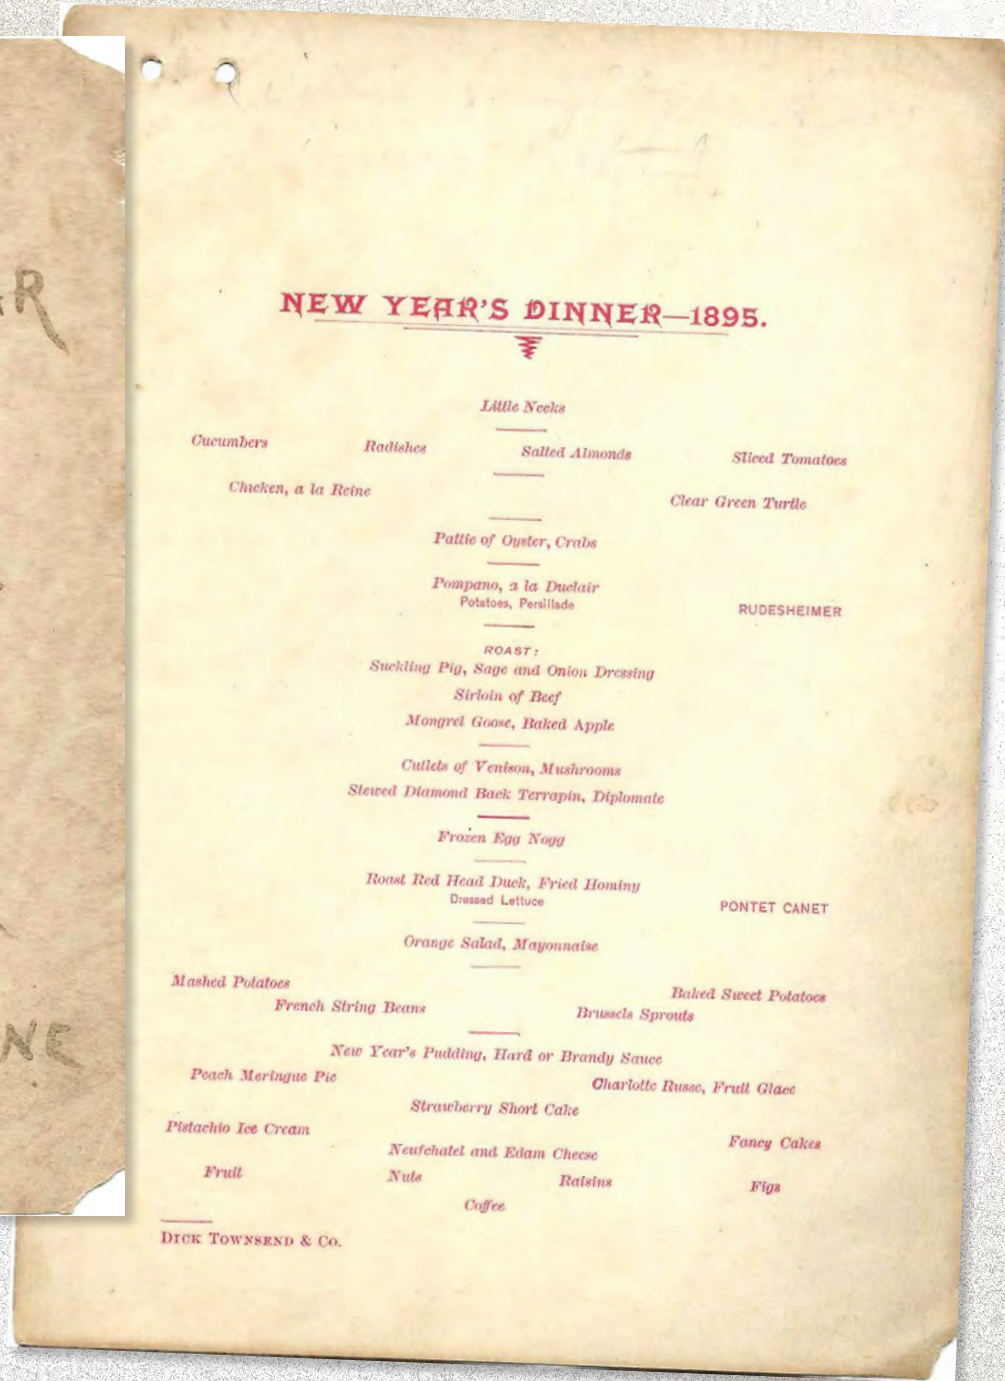 AR
NE
NEW YEAR'S DINNER—1895.
Little Necks
Cucumbers Radishes Salted Almonds Sliced Tomatoes
Chicken, a la Reine Clear Green Turtle
Pattie of Oyster, Crabs
Pompano, a la Duclair
Potatoes, Persillade RUDESHEIMER
ROAST:
Suckling Pig, Sage and Onion Dressing
Sirloin of Beef
Mongrel Goose, Baked Apple
Cutlets of Venison, Mushrooms
Stewed Diamond Back Terrapin, Diplomate
Frozen Egg Nogg
Roast Red Head Duck, Fried Hominy
Dressed Lettuce PONTET CANET
Orange Salad, Mayonnaise
Mashed Potatoes Baked Sweet Potatoes
French String Beans Brussels Sprouts
New Year's Pudding, Hard or Brandy Sauce
Peach Meringue Pie Charlotte Russe, Fruit Glace
Strawberry Short Cake
Pistachio Ice Cream Fancy Cakes
Neufchatel and Edam Cheese
Fruit Nuts Raisins Figs
Coffee
DICK TOWNSEND & CO.